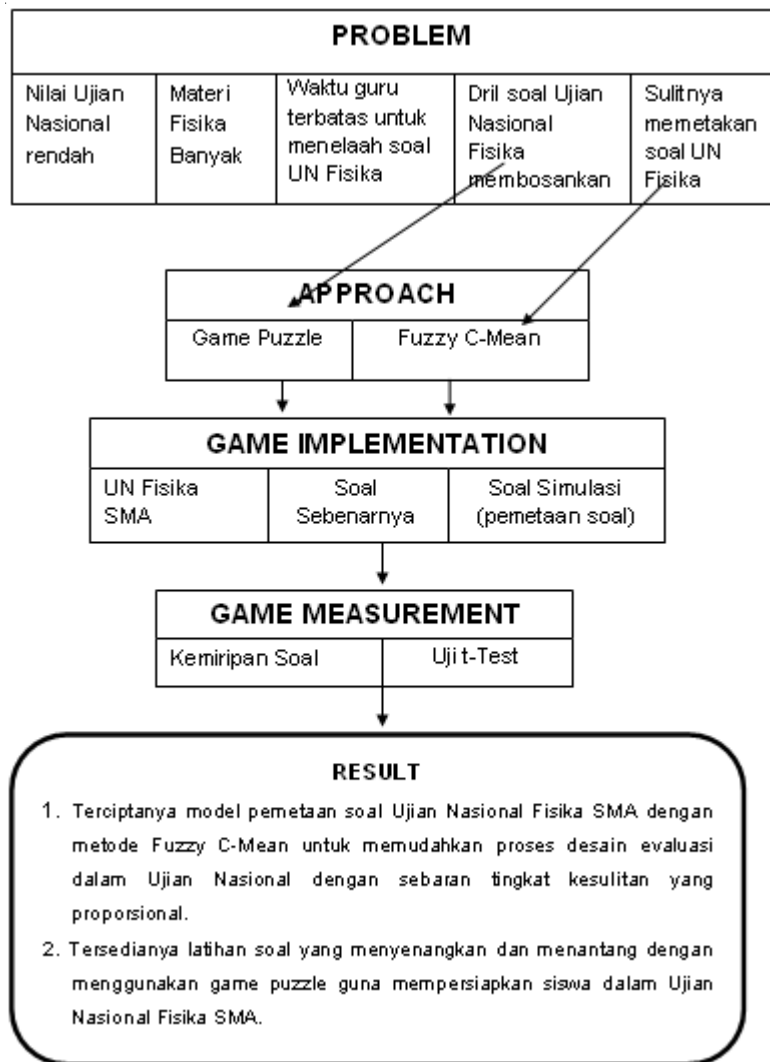 PROBLEM
Nilai Ujian
Nasional
rendah
Materi
Fisika
Banyak
Waktu guru
terbatas untuk
menelaah soal
UN Fisika
Dril soal Ujian
Nasional
Fisika
membosankan
Sulitnya
memetakan
soal UN
Fisika
APPROACH
Game Puzzle
Fuzzy C-Mean
GAME IMPLEMENTATION
UN Fisika
SMA
Soal
Sebenarnya
Soal Simulasi
(pemetaan soal)
GAME MEASUREMENT
Kemiripan Soal
Uji t-Test
RESULT
1. Terciptanya model pemetaan soal Ujian Nasional Fisika SMA dengan
metode Fuzzy C-Mean untuk memudahkan proses desain evaluasi
dalam Ujian Nasional dengan sebaran tingkat kesulitan yang
proporsional.
2. Tersedianya latihan soal yang menyenangkan dan menantang dengan
menggunakan game puzzle guna mempersiapkan siswa dalam Ujian
Nasional Fisika SMA.